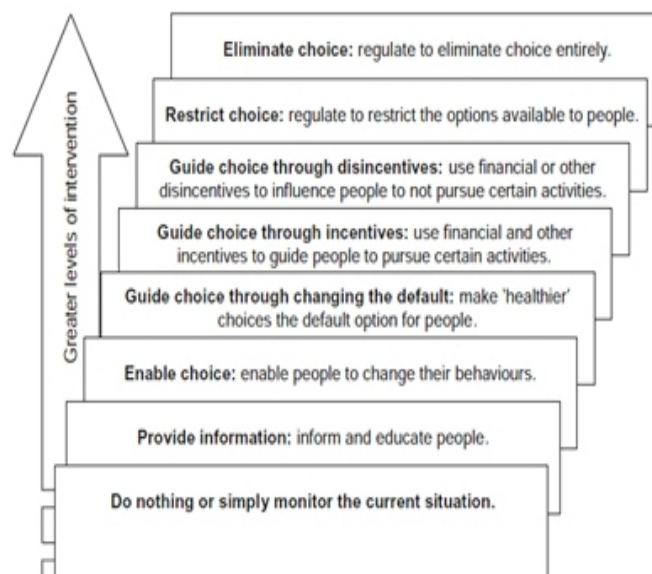 Eliminate choice: regulate to eliminate choice entirely.
Restrict choice: regulate to restrict the options available to people.
Guide choice through disincentives: use financial or other
disincentives to influence people to not pursue certain activities.
Guide choice through incentives: use financial and other
incentives to guide people to pursue certain activities.
Guide choice through changing the default: make 'healthier'
choices the default option for people.
Enable choice: enable people to change their behaviours.
Provide information: inform and educate people.
Do nothing or simply monitor the current situation.
Greater levels of intervention